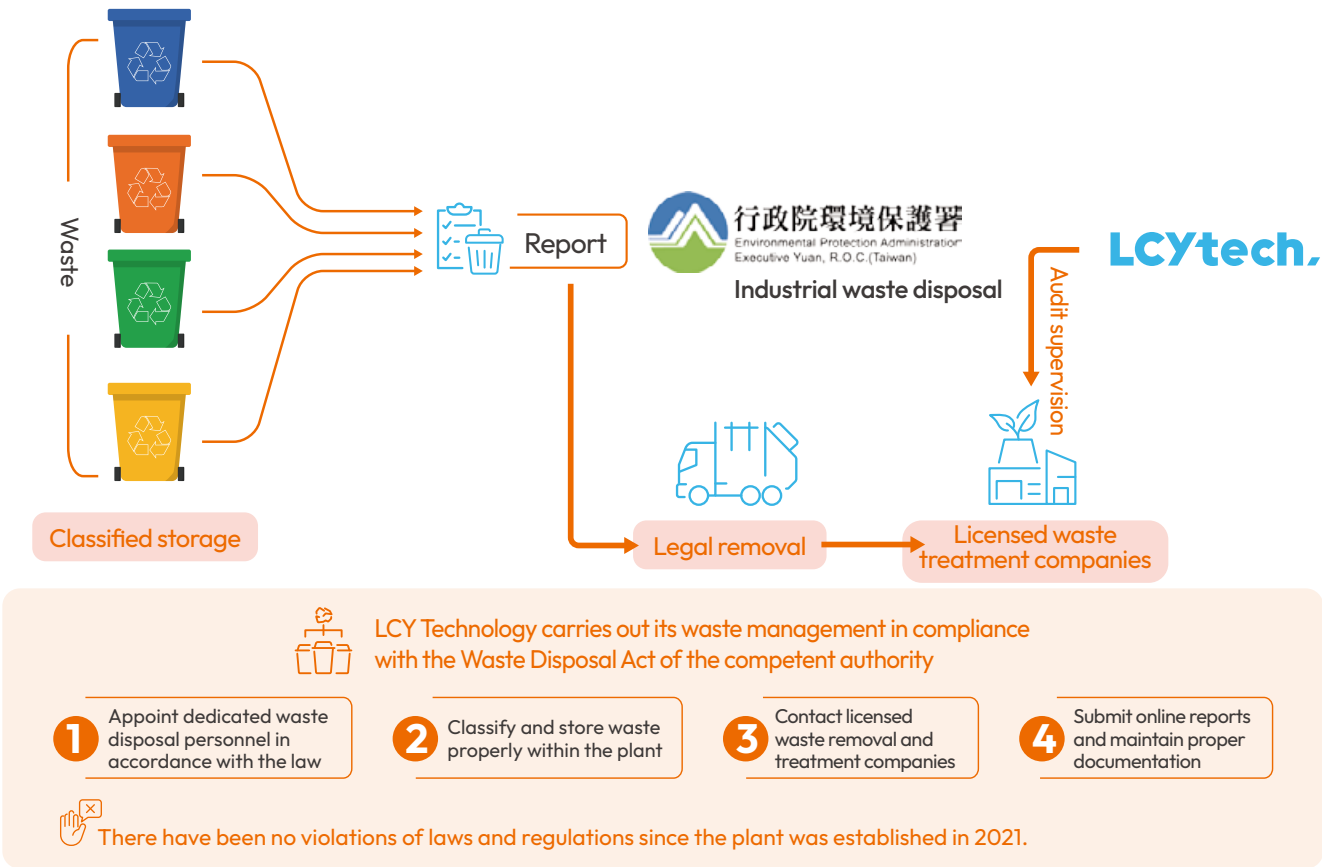 Waste
Classified storage
Report
行政院環境保護署
Environmental Protection Administration
Executive Yuan, R.O.C.(Taiwan)
Industrial waste disposal
LCYtech.
Audit supervision
Legal removal
Licensed waste
treatment companies
LCY Technology carries out its waste management in compliance
with the Waste Disposal Act of the competent authority
1
Appoint dedicated waste
disposal personnel in
accordance with the law
2
Classify and store waste
properly within the plant
3
Contact licensed
waste removal and
treatment companies
4
Submit online reports
and maintain proper
documentation
There have been no violations of laws and regulations since the plant was established in 2021.